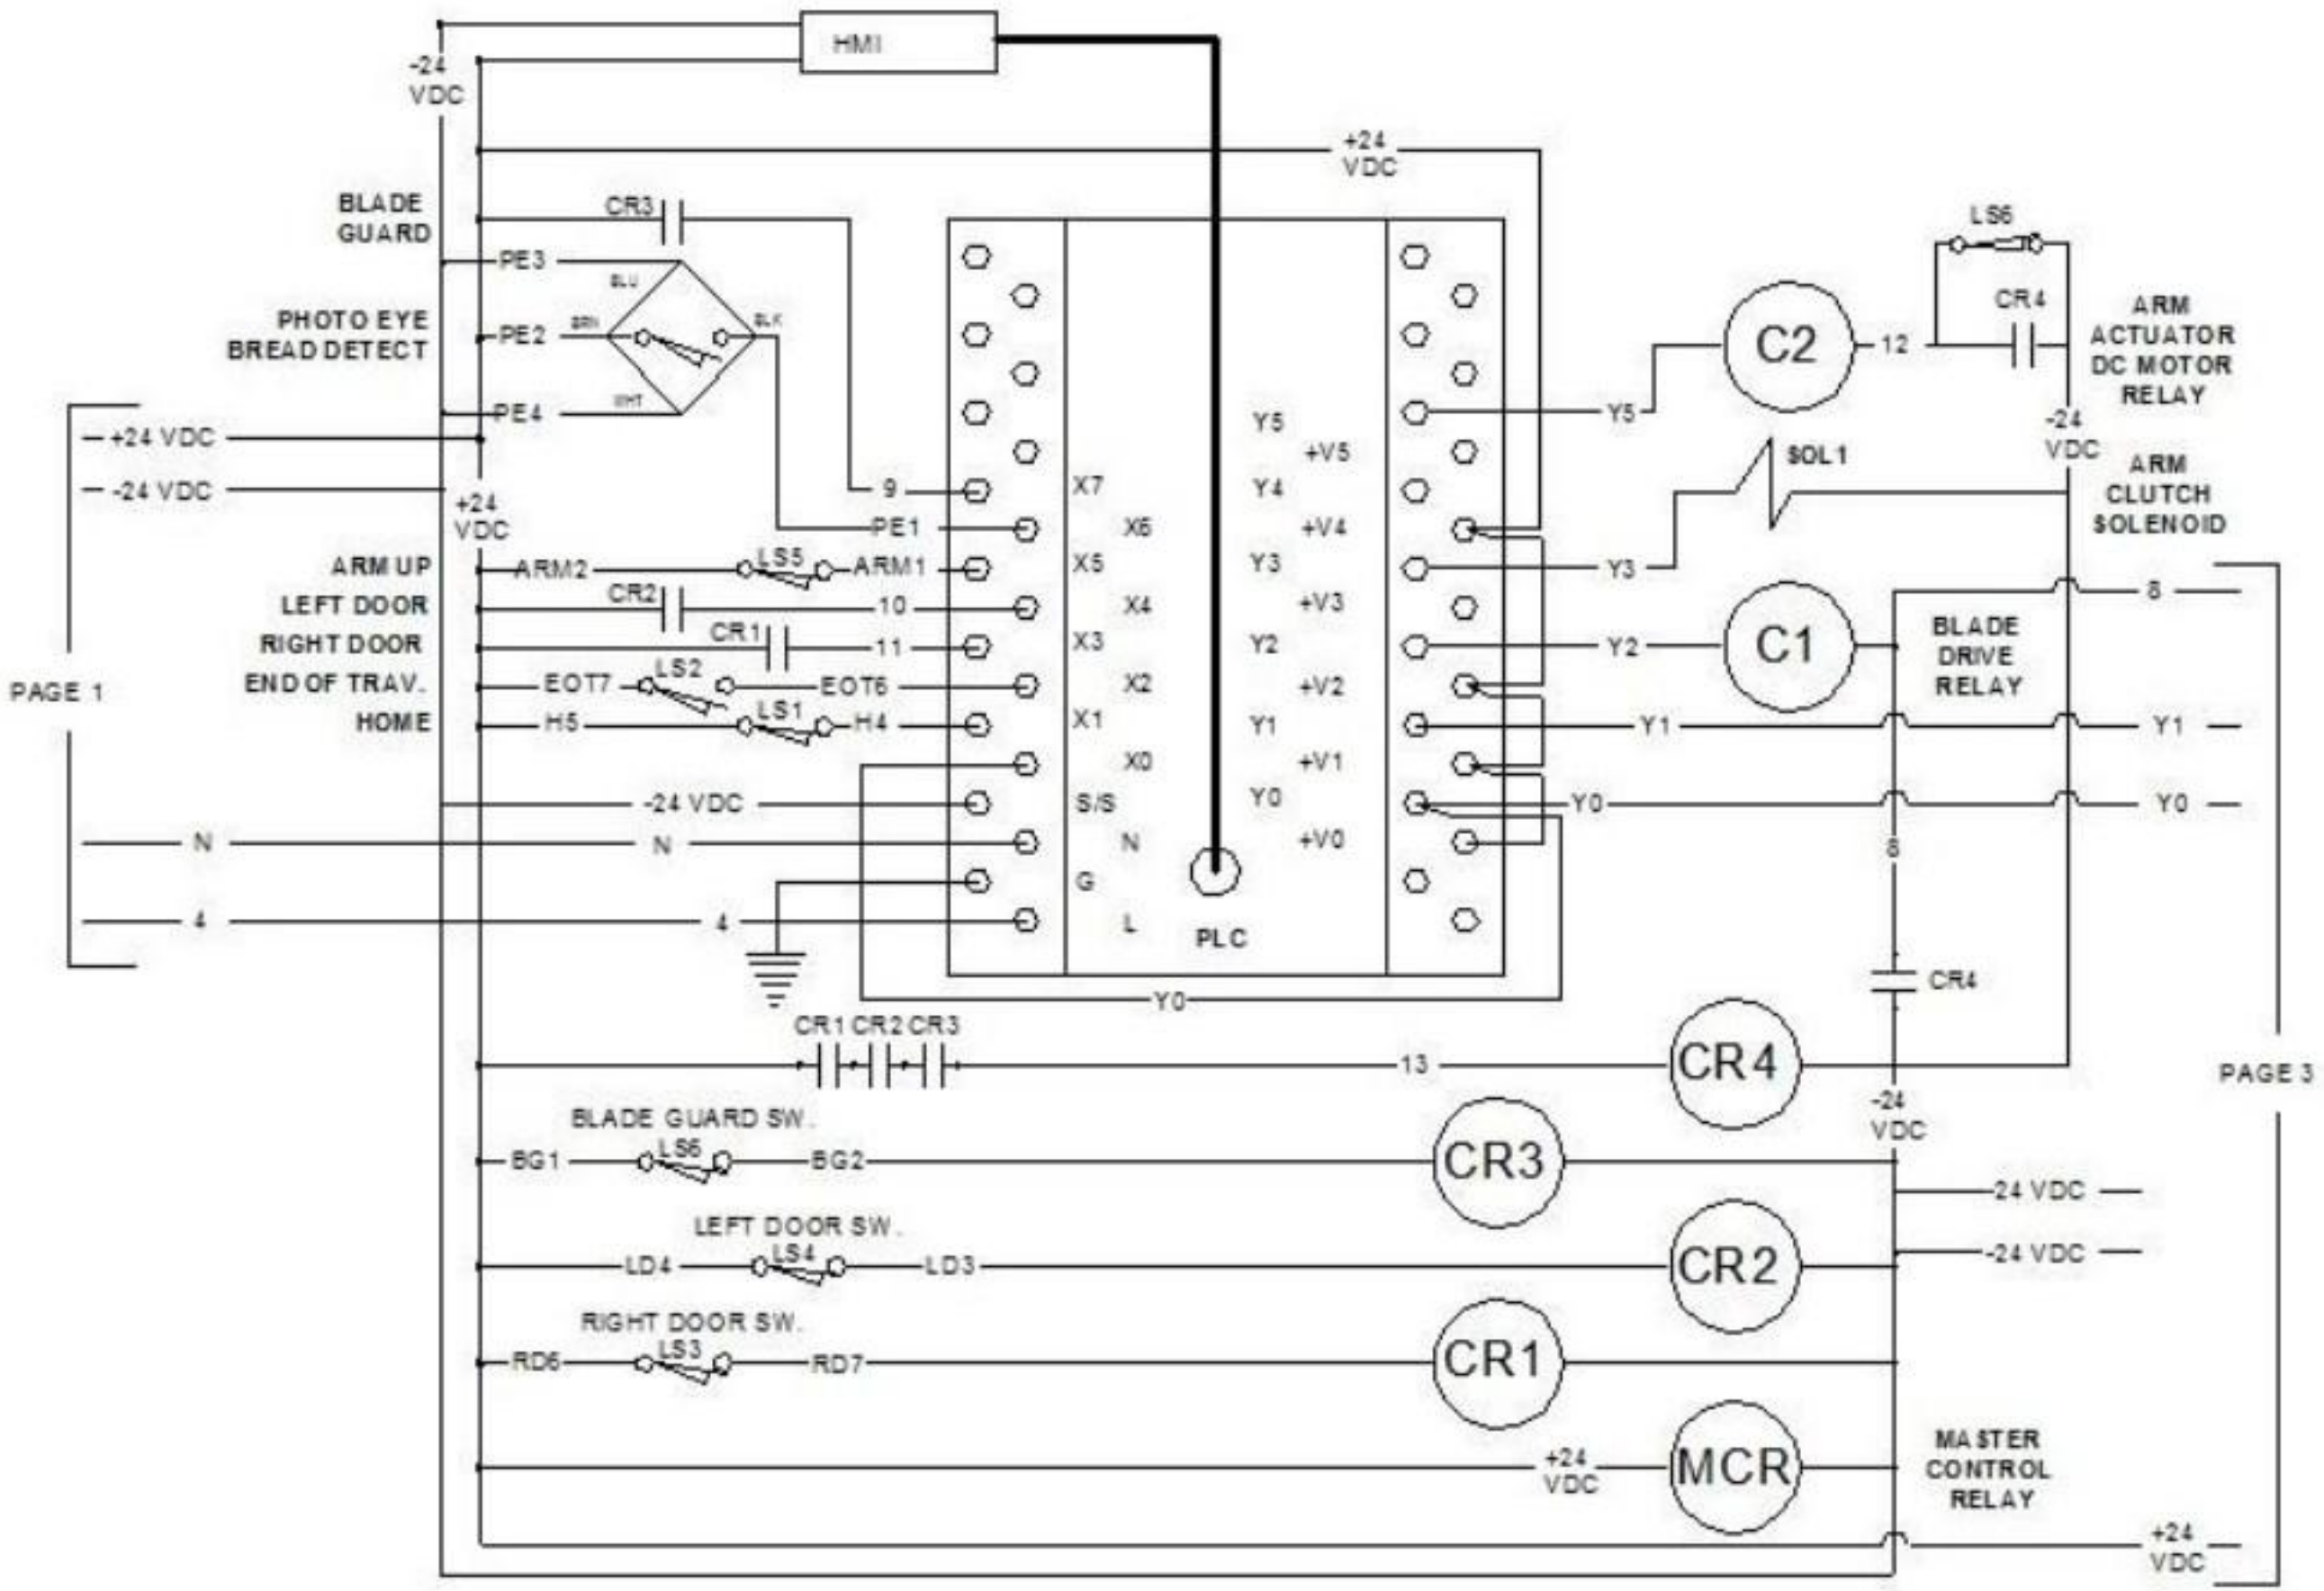 HMI
-24
VDC
+24
VDC
BLADE
GUARD
CR3
PE3
BLU
PHOTO EYE
BREAD DETECT
PE2
BRN
BLK
PE4
WHT
+24 VDC
-24 VDC
+24
VDC
9
PE1
ARM UP
ARM2
LS5
ARM1
LEFT DOOR
CR2
10
RIGHT DOOR
CR1
11
END OF TRAV.
EOT7
LS2
EOT6
HOME
H5
LS1
H4
PAGE 1
-24 VDC
N
N
4
4
X7
X6
X5
X4
X3
X2
X1
X0
S/S
N
G
L
Y5
+V5
Y4
+V4
Y3
+V3
Y2
+V2
Y1
+V1
Y0
+V0
PLC
Y0
LS6
CR4
C2
12
ARM
ACTUATOR
DC MOTOR
RELAY
Y5
-24
VDC
SOL1
ARM
CLUTCH
SOLENOID
Y3
8
C1
Y2
BLADE
DRIVE
RELAY
Y1
Y1
Y0
Y0
8
CR4
CR1 CR2 CR3
13
CR4
PAGE 3
-24
VDC
BLADE GUARD SW.
BG1
LS6
BG2
CR3
24 VDC
LEFT DOOR SW.
LD4
LS4
LD3
CR2
-24 VDC
RIGHT DOOR SW.
RD6
LS3
RD7
CR1
+24
VDC
MCR
MASTER
CONTROL
RELAY
+24
VDC